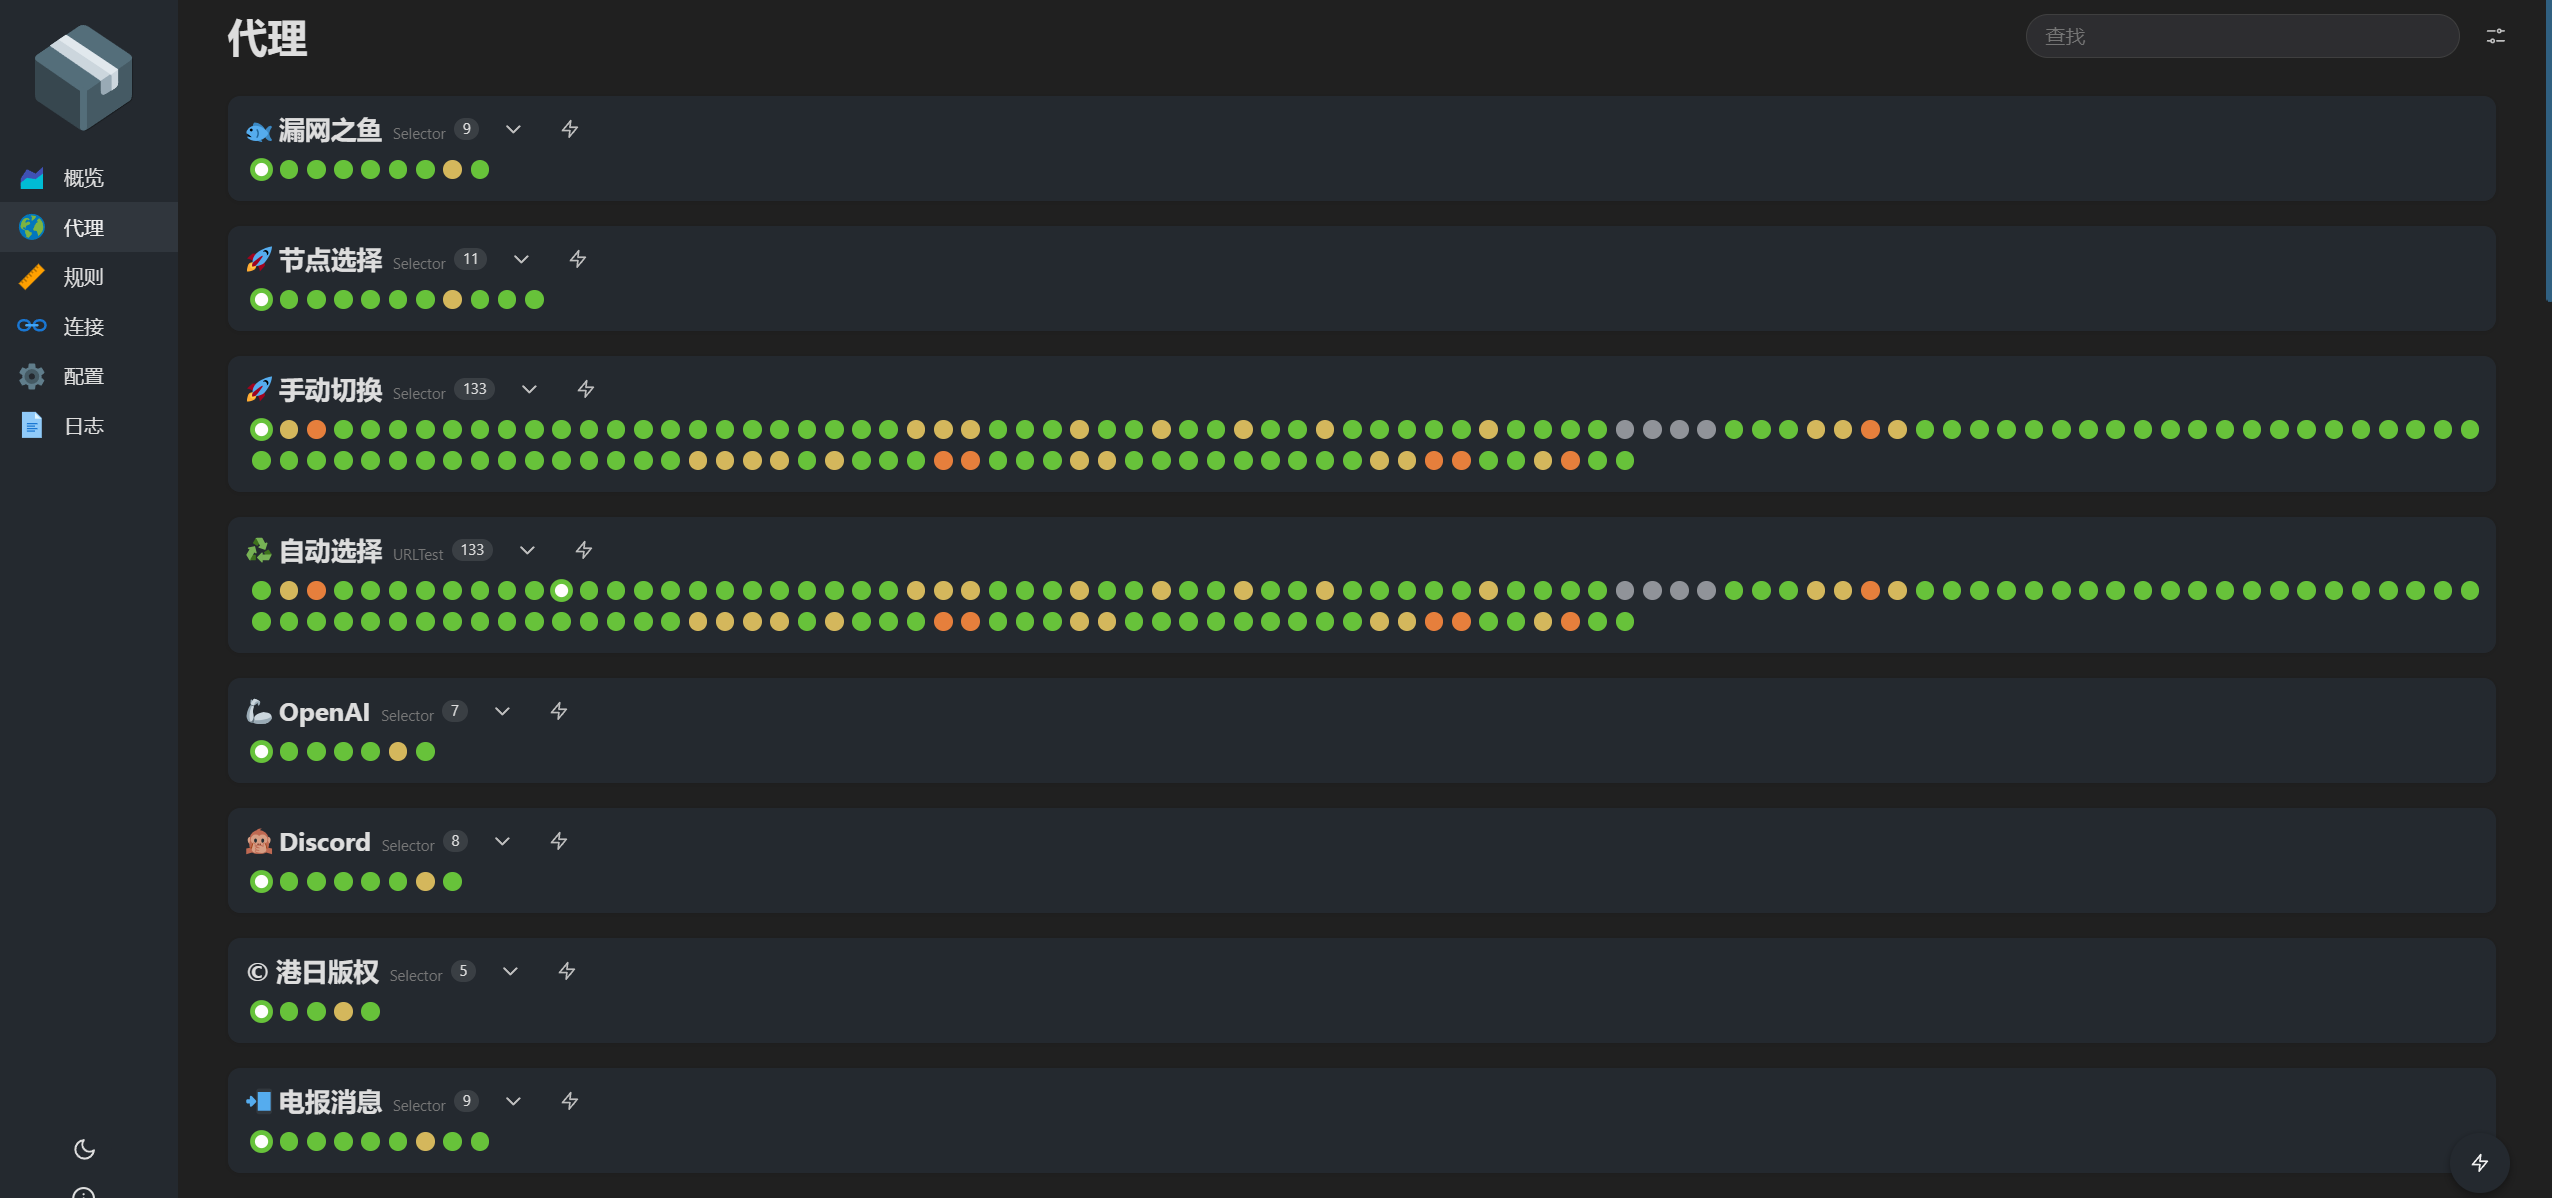 代理
查找
概览
代理
规则
连接
配置
日志
漏网之鱼 Selector 9
节点选择 Selector 11
手动切换 Selector 133
自动选择 URLTest 133
OpenAI Selector 7
Discord Selector 8
© 港日版权 Selector 5
电报消息 Selector 9